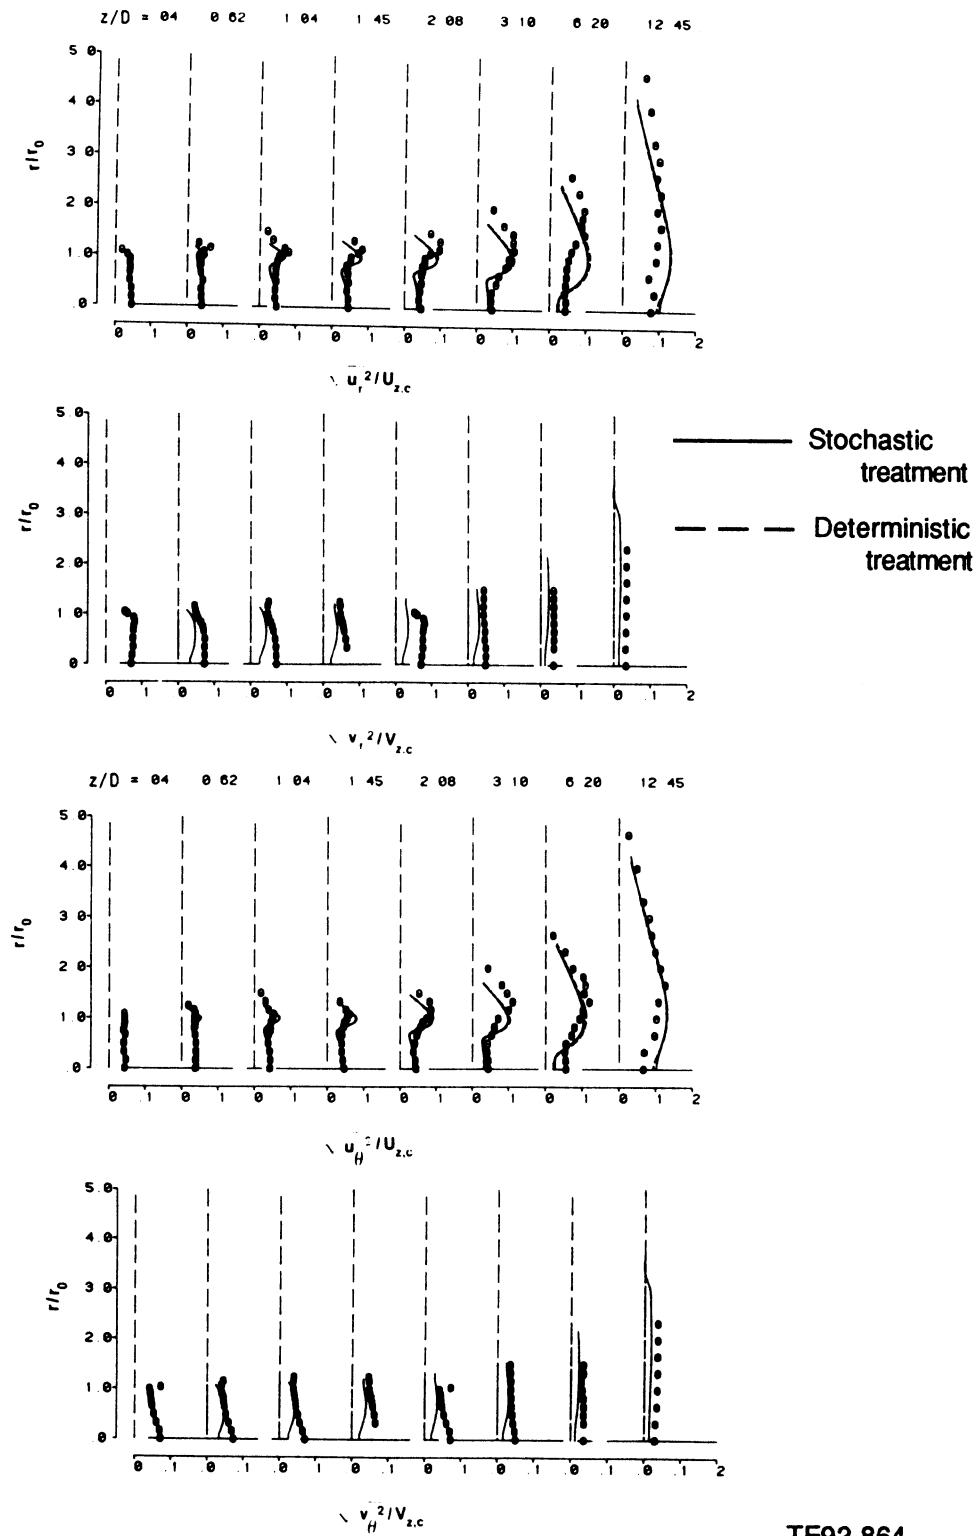 z/D = 04 0 62 1 04 1 45 2 08 3 10 6 20 12 45
5 0
4 0
3 0
r/r0
2 0
1.0
.0
0 1 0 1 0 1 0 1 0 1 0 1 0 .1 0 .1 2
√ u_r^2/U_z,c
5 0
4 0
3 0
r/r0
2 0
1 0
0
0 1 0 1 0 1 0 1 0 1 0 1 0 1 0 .1 2
√ v_r^2/V_z,c
Stochastic
treatment
Deterministic
treatment
z/D = 04 0 62 1 04 1 45 2 08 3 10 6 20 12 45
5 0
4.0
3 0
r/r0
2 0
1 0
.0
0 .1 0 1 0 1 0 1 0 1 0 1 0 .1 0 1 2
√ u_θ^2/U_z,c
5.0
4.0
3 0
r/r0
2 0
1.0
.0
0 .1 0 1 0 1 0 .1 0 1 0 .1 0 .1 0 .1 2
√ v_θ^2/V_z,c
TE92-864